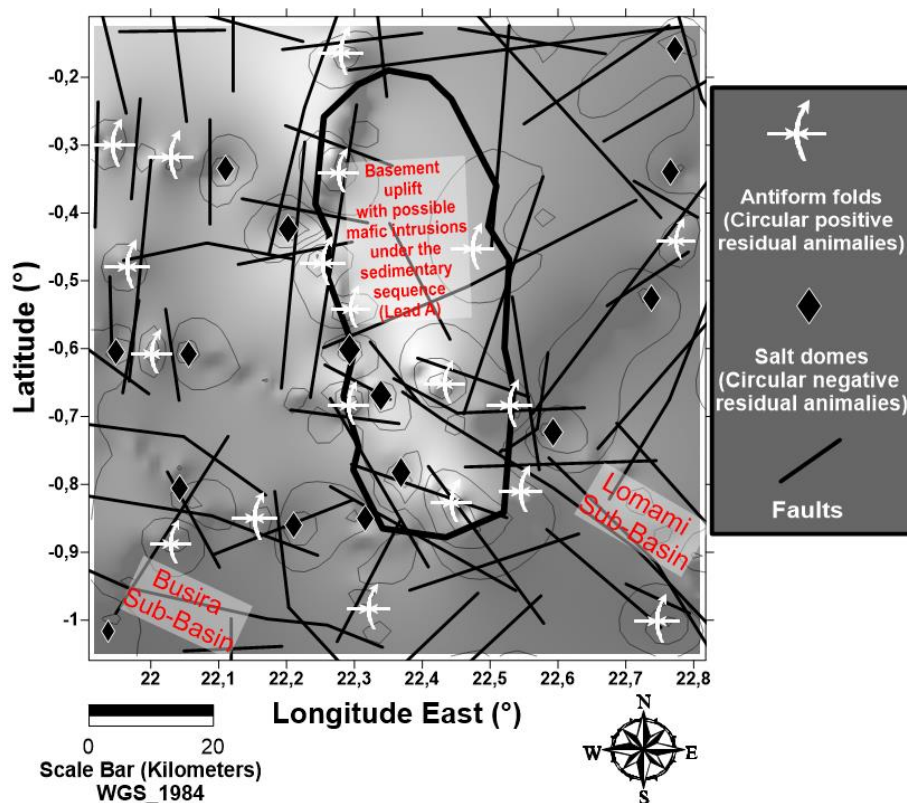 -0,2
-0,3
-0,4
-0,5
-0,6
-0,7
-0,8
-0,9
-1
Latitude (°)
Basement
uplift
with possible
mafic intrusions
under the
sedimentary
sequence
(Lead A)
Lomami
Sub-Basin
Busira
Sub-Basin
22 22,1 22,2 22,3 22,4 22,5 22,6 22,7 22,8
Longitude East (°)
0 20
Scale Bar (Kilometers)
WGS_1984
N
W E
S
Antiform folds
(Circular positive
residual animalies)
Salt domes
(Circular negative
residual animalies)
Faults